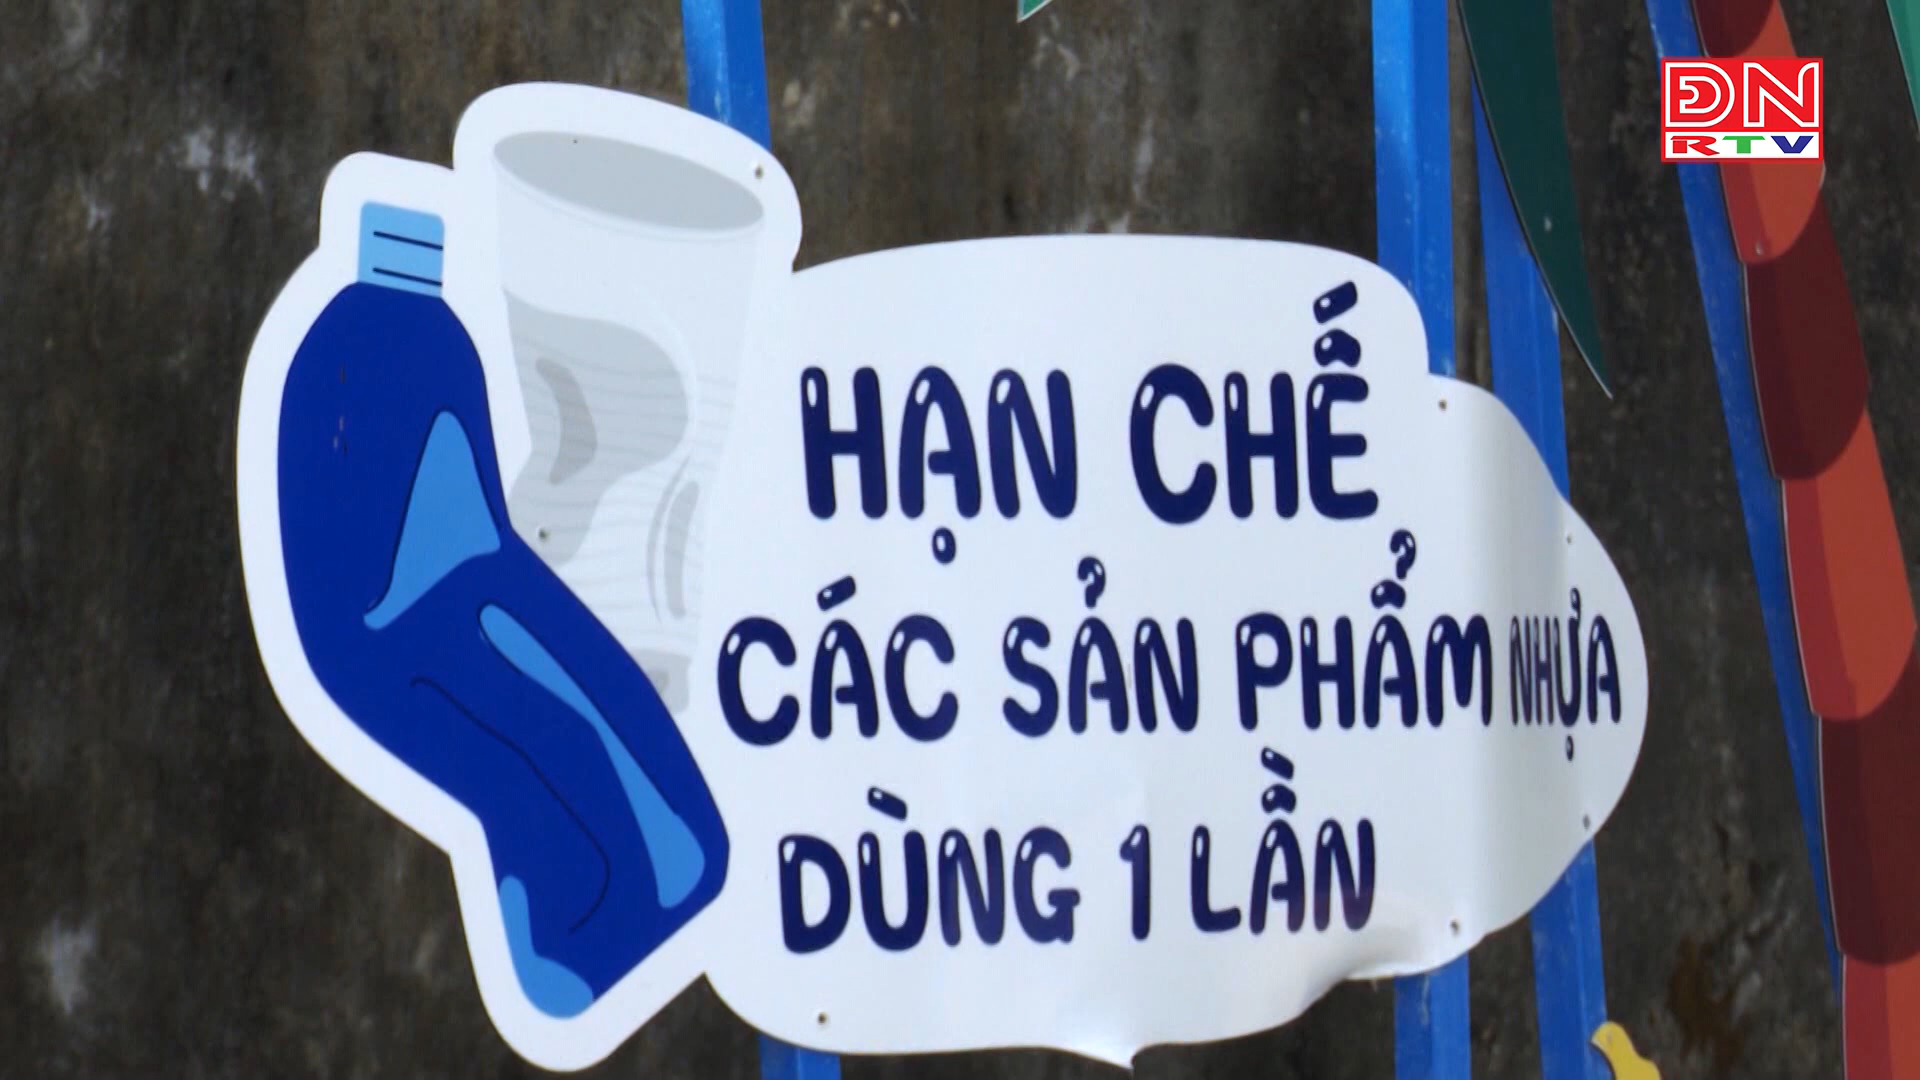 ĐN
RTV
HẠN CHẾ
CÁC SẢN PHẨM NHỰA
DÙNG 1 LẦN